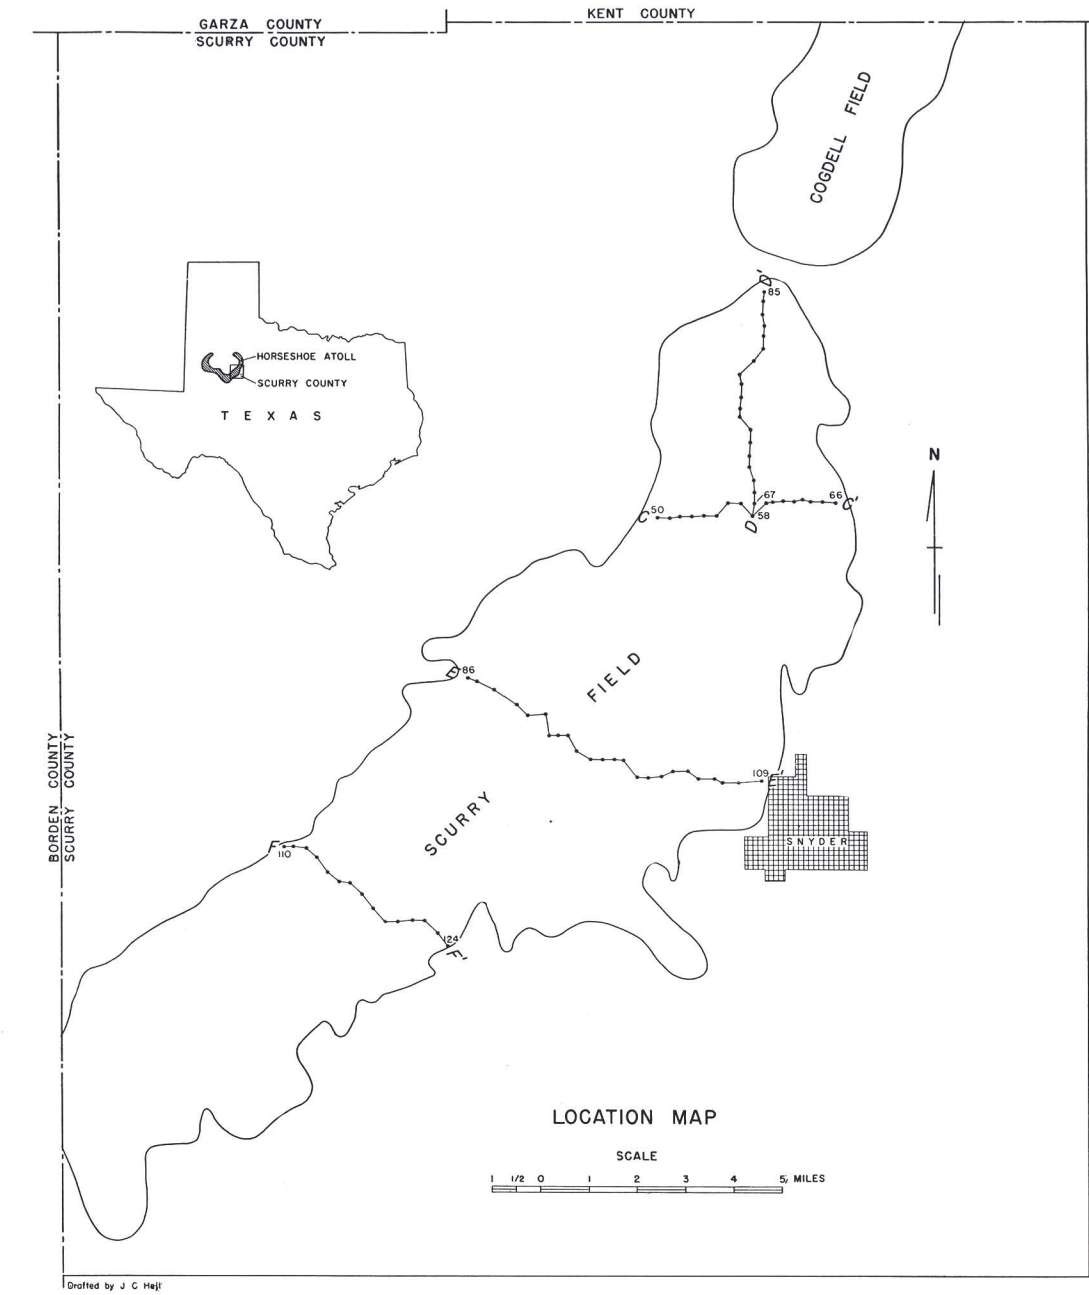 KENT COUNTY
GARZA COUNTY
SCURRY COUNTY
COGDELL FIELD
D'
85
HORSESHOE ATOLL
SCURRY COUNTY
TEXAS
N
67
66
C'
C
50
58
D
E
86
FIELD
BORDEN COUNTY
SCURRY COUNTY
109
E'
SCURRY
SNYDER
F
110
124
F'
LOCATION MAP
SCALE
1 1/2 0 1 2 3 4 5, MILES
Drafted by J C Hejl